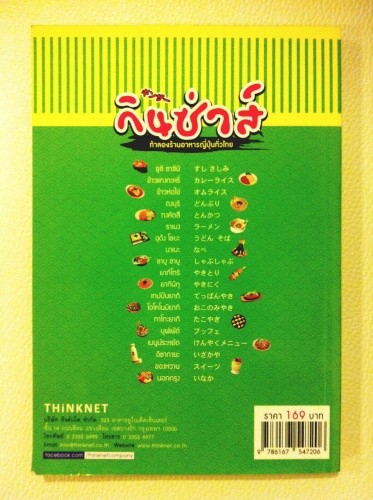 กินซ่าส์
ท้าลองร้านอาหารญี่ปุ่นทั่วไทย
ซูชิ ซาชิมิ すし さしみ
ข้าวแกงกะหรี่ カレーライス
ข้าวห่อไข่ オムライス
ดงบุริ どんぶり
ทงคัตสึ とんかつ
ราเมง ラーメン
อุด้ง โซบะ うどん そば
นาเบะ なべ
ชาบู ชาบู しゃぶしゃぶ
ยากิโทริ やきとり
ยากินิกุ やきにく
เทปปันยากิ てっぱんやき
โอโคโนมิยากิ おこのみやき
ทาโกะยากิ たこやき
บุฟเฟ่ต์ ブッフェ
เมนูประหยัด けんやくメニュー
อิซากายะ いざかや
ของหวาน スイーツ
นอกกรุง いなか
THiNKNET
ราคา 169 บาท
facebook.com /thinknetcompany
9 786167 547206